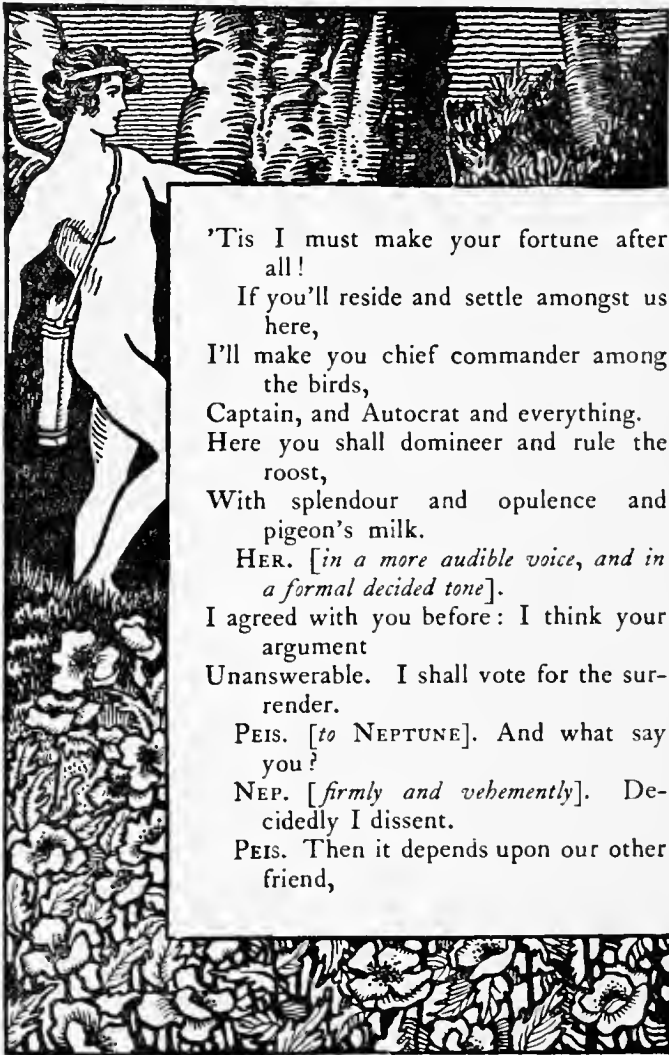 'Tis I must make your fortune after
all!
If you'll reside and settle amongst us
here,
I'll make you chief commander among
the birds,
Captain, and Autocrat and everything.
Here you shall domineer and rule the
roost,
With splendour and opulence and
pigeon's milk.
HER. [in a more audible voice, and in
a formal decided tone].
I agreed with you before: I think your
argument
Unanswerable. I shall vote for the sur-
render.
PEIS. [to NEPTUNE]. And what say
you?
NEP. [firmly and vehemently]. De-
cidedly I dissent.
PEIS. Then it depends upon our other
friend,